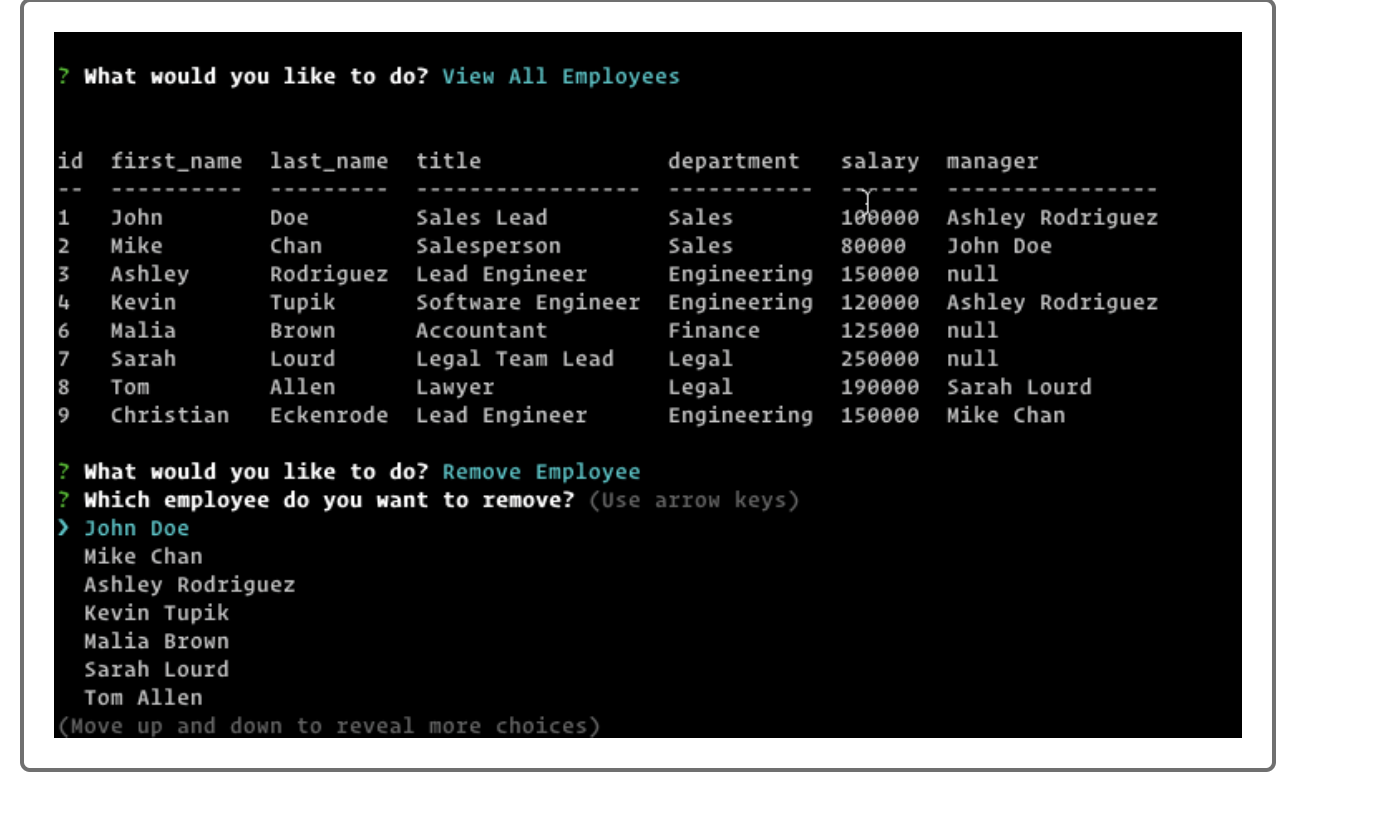 ? What would you like to do? View All Employees
id  first_name  last_name  title              department   salary  manager
--  ----------  ---------  -----------------  -----------  ------  ----------------
1   John        Doe        Sales Lead         Sales        100000  Ashley Rodriguez
2   Mike        Chan       Salesperson        Sales        80000   John Doe
3   Ashley      Rodriguez  Lead Engineer      Engineering  150000  null
4   Kevin       Tupik      Software Engineer  Engineering  120000  Ashley Rodriguez
6   Malia       Brown      Accountant         Finance      125000  null
7   Sarah       Lourd      Legal Team Lead    Legal        250000  null
8   Tom         Allen      Lawyer             Legal        190000  Sarah Lourd
9   Christian   Eckenrode  Lead Engineer      Engineering  150000  Mike Chan
? What would you like to do? Remove Employee
? Which employee do you want to remove? (Use arrow keys)
❯ John Doe
  Mike Chan
  Ashley Rodriguez
  Kevin Tupik
  Malia Brown
  Sarah Lourd
  Tom Allen
(Move up and down to reveal more choices)